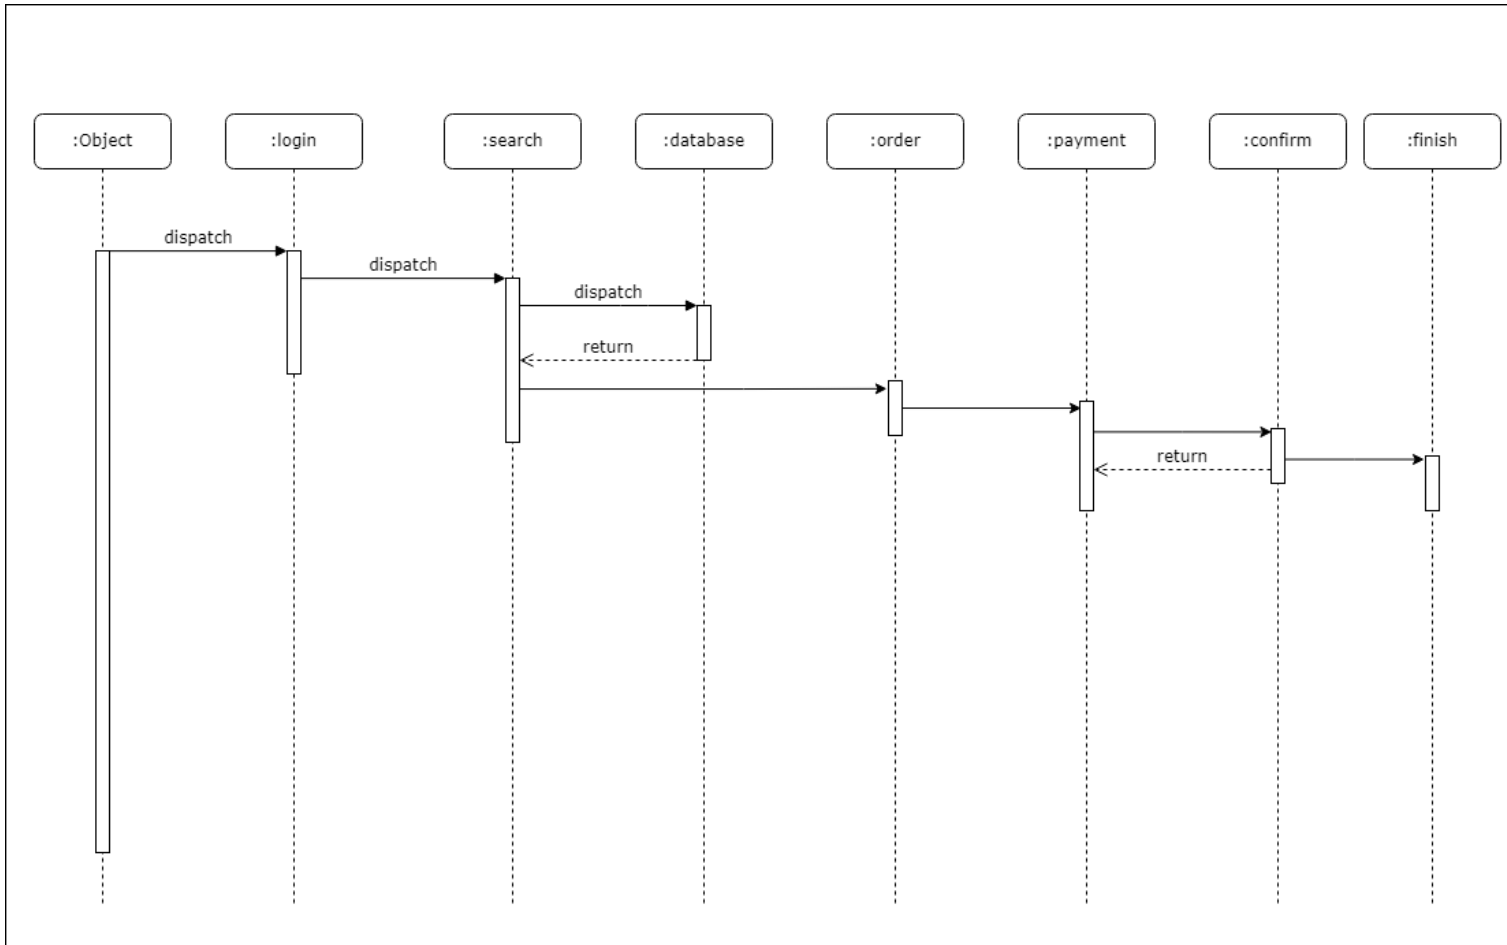 :Object
:login
:search
:database
:order
:payment
:confirm
:finish
dispatch
dispatch
dispatch
return
return